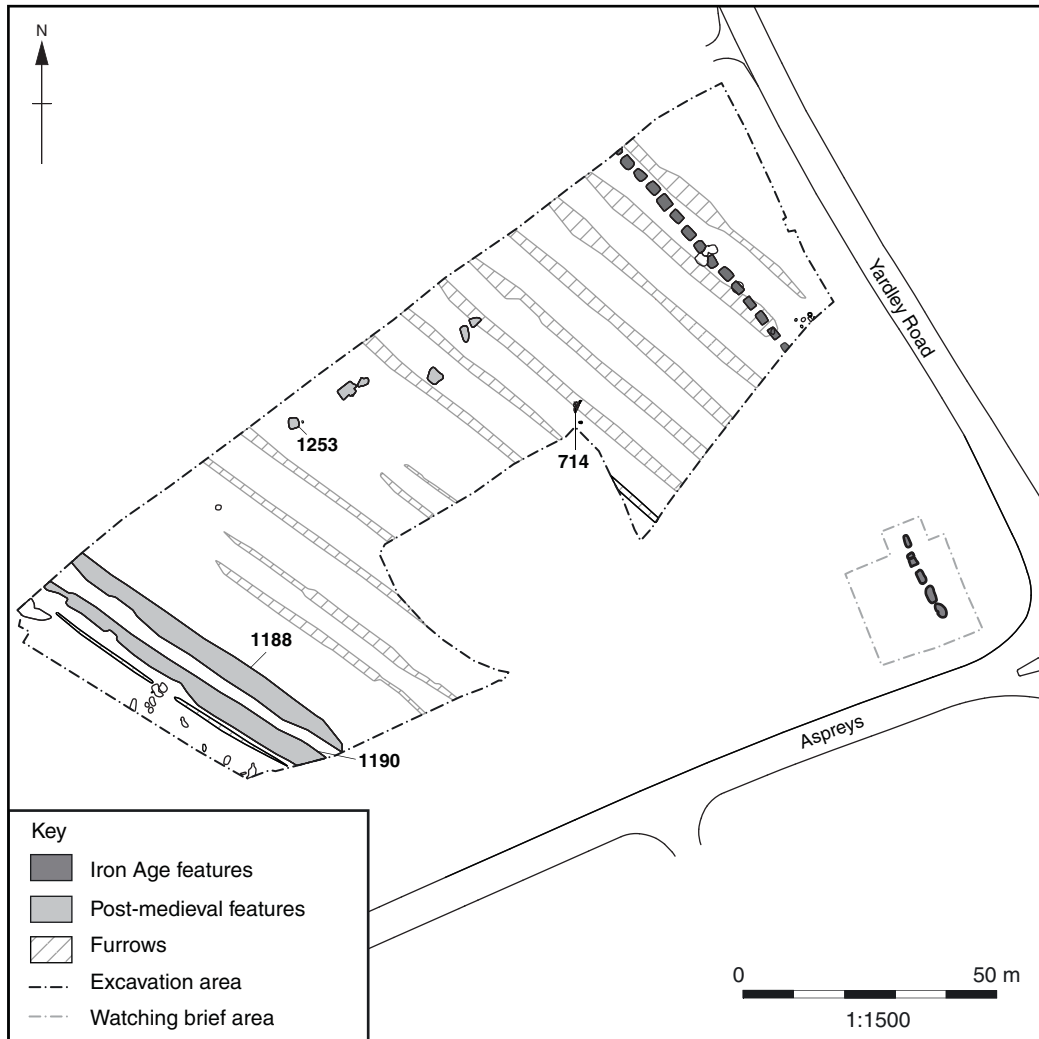 N
Yardley Road
1253
714
1188
1190
Aspreys
Key
Iron Age features
Post-medieval features
Furrows
Excavation area
Watching brief area
0 50 m
1:1500